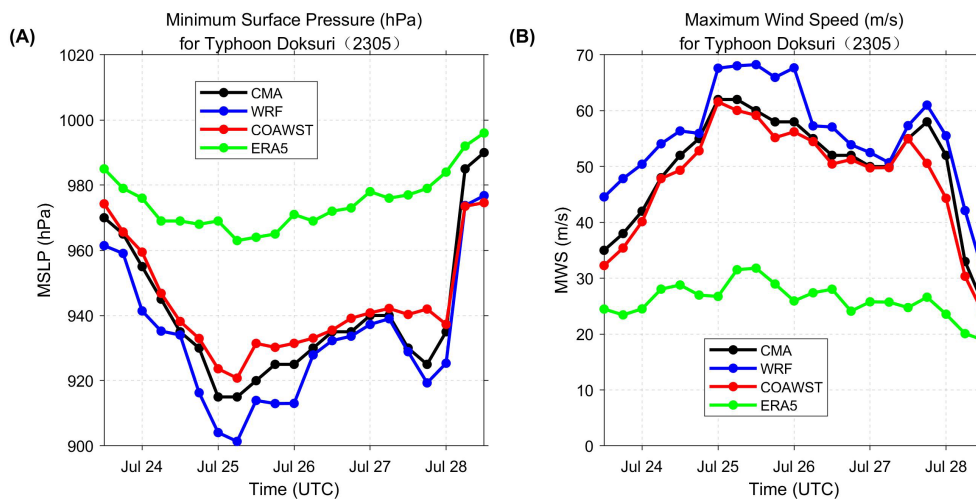 (A)
Minimum Surface Pressure (hPa)
for Typhoon Doksuri（2305）
1020
1000
980
960
940
920
900
MSLP (hPa)
CMA
WRF
COAWST
ERA5
Jul 24
Jul 25
Jul 26
Jul 27
Jul 28
Time (UTC)
(B)
Maximum Wind Speed (m/s)
for Typhoon Doksuri（2305）
70
60
50
40
30
20
10
0
MWS (m/s)
CMA
WRF
COAWST
ERA5
Jul 24
Jul 25
Jul 26
Jul 27
Jul 28
Time (UTC)